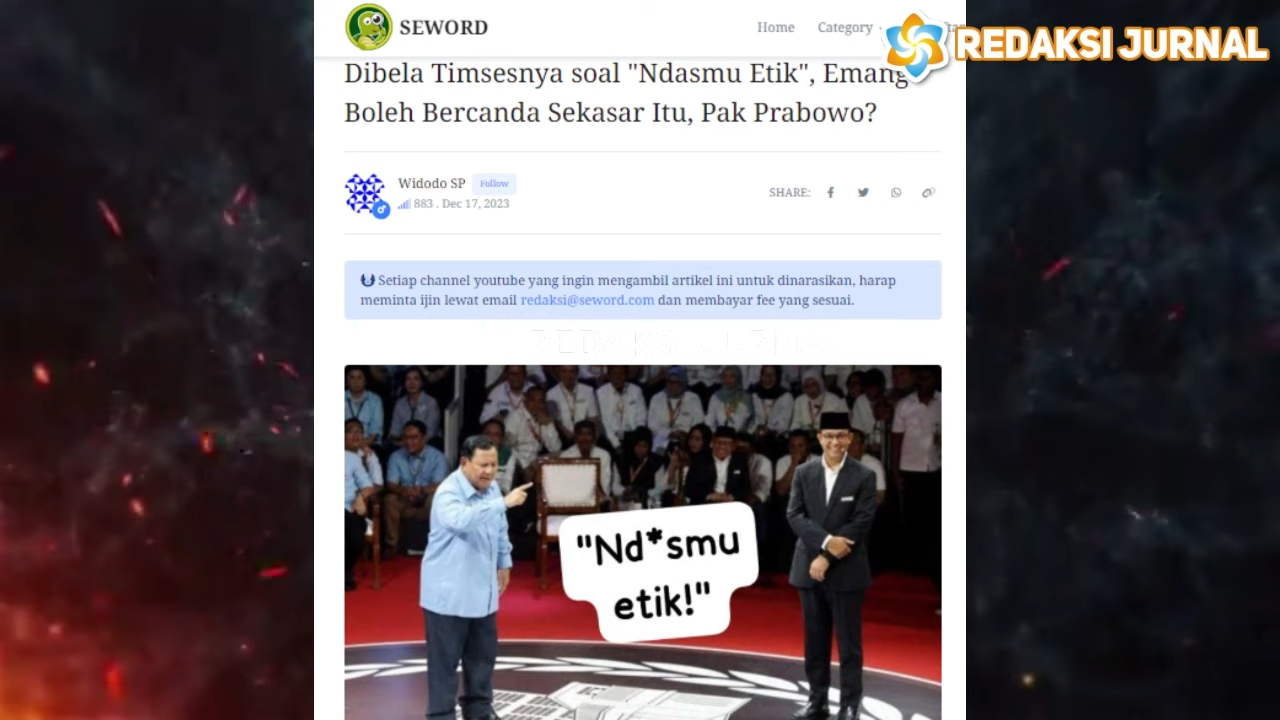 SEWORD
Home
Category
REDAKSI JURNAL
Dibela Timsesnya soal "Ndasmu Etik", Emang
Boleh Bercanda Sekasar Itu, Pak Prabowo?
Widodo SP
Follow
883 . Dec 17, 2023
SHARE:
Setiap channel youtube yang ingin mengambil artikel ini untuk dinarasikan, harap
meminta ijin lewat email redaksi@seword.com dan membayar fee yang sesuai.
REDAKSI JURNAL
"Nd*smu
etik!"